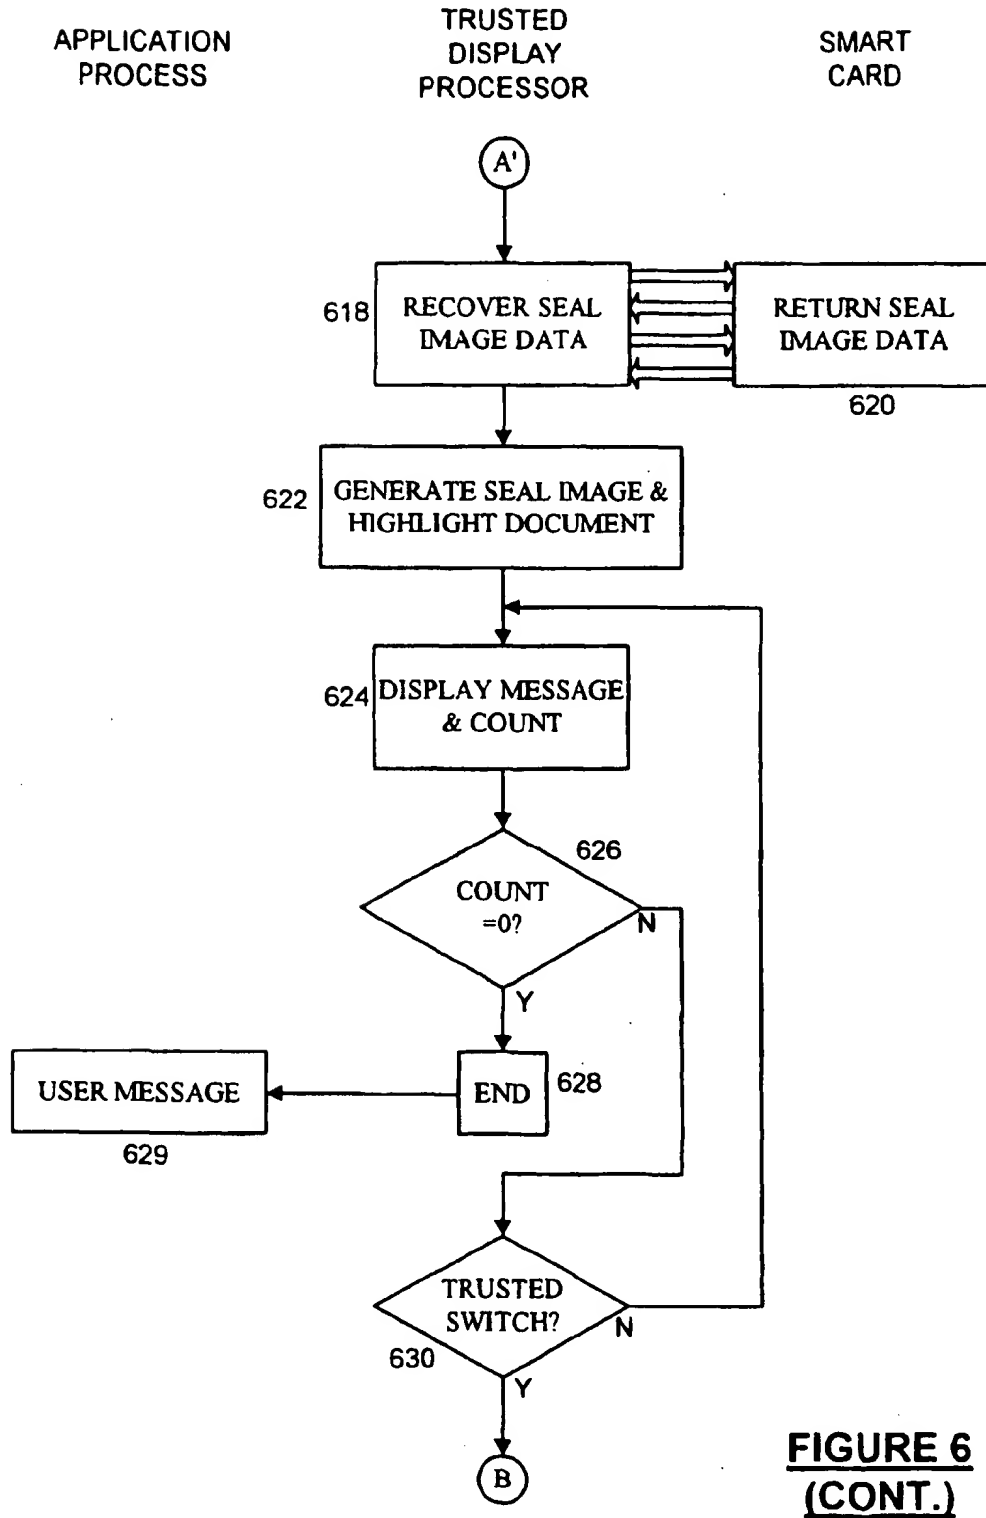 APPLICATION
PROCESS
TRUSTED
DISPLAY
PROCESSOR
SMART
CARD
A'
618
RECOVER SEAL
IMAGE DATA
RETURN SEAL
IMAGE DATA
620
622
GENERATE SEAL IMAGE &
HIGHLIGHT DOCUMENT
624
DISPLAY MESSAGE
& COUNT
626
COUNT
=0?
N
Y
USER MESSAGE
629
END
628
TRUSTED
SWITCH?
N
630
Y
B
FIGURE 6
(CONT.)